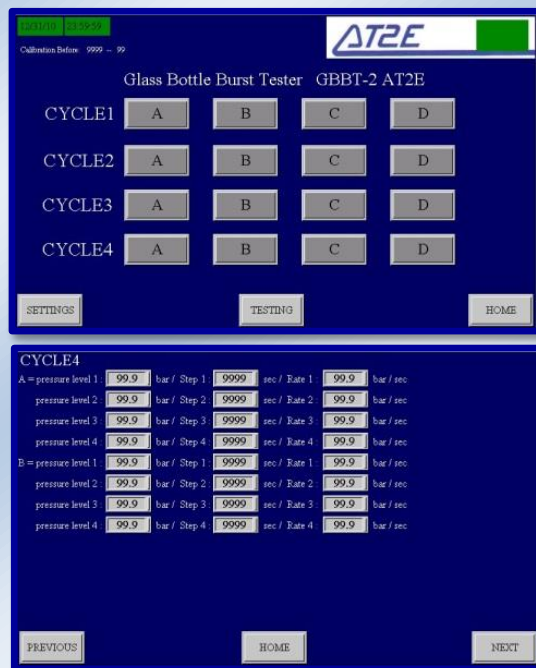 12/31/10 23:59:59
AT2E
Calibration Before: 9999 -- 99
Glass Bottle Burst Tester GBBT-2 AT2E
CYCLE1 A B C D
CYCLE2 A B C D
CYCLE3 A B C D
CYCLE4 A B C D
SETTINGS TESTING HOME
CYCLE4
A = pressure level 1 : 99.9 bar / Step 1 : 9999 sec / Rate 1 : 99.9 bar / sec
pressure level 2 : 99.9 bar / Step 2 : 9999 sec / Rate 2 : 99.9 bar / sec
pressure level 3 : 99.9 bar / Step 3 : 9999 sec / Rate 3 : 99.9 bar / sec
pressure level 4 : 99.9 bar / Step 4 : 9999 sec / Rate 4 : 99.9 bar / sec
B = pressure level 1 : 99.9 bar / Step 1 : 9999 sec / Rate 1 : 99.9 bar / sec
pressure level 2 : 99.9 bar / Step 2 : 9999 sec / Rate 2 : 99.9 bar / sec
pressure level 3 : 99.9 bar / Step 3 : 9999 sec / Rate 3 : 99.9 bar / sec
pressure level 4 : 99.9 bar / Step 4 : 9999 sec / Rate 4 : 99.9 bar / sec
PREVIOUS HOME NEXT